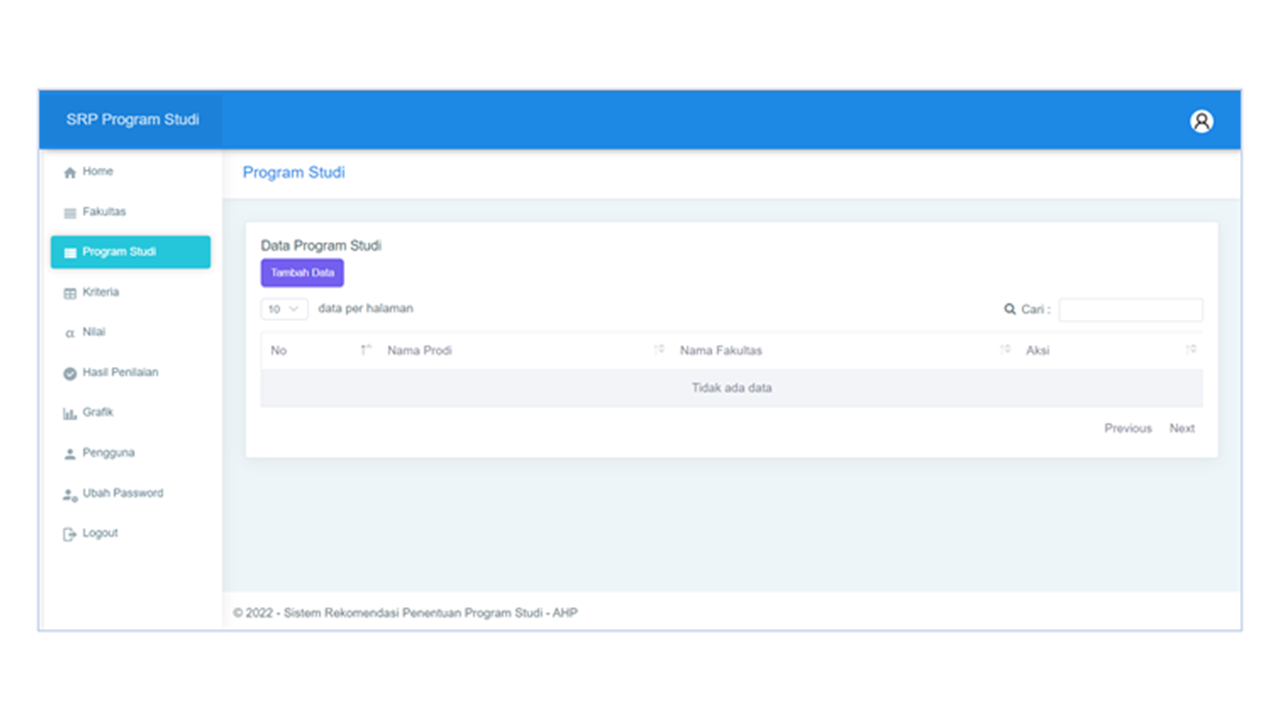 SRP Program Studi
Home
Fakultas
Program Studi
Kriteria
α Nilai
Hasil Penilaian
Grafik
Pengguna
Ubah Password
Logout
Program Studi
Data Program Studi
Tambah Data
10 data per halaman
Cari :
No Nama Prodi Nama Fakultas Aksi
Tidak ada data
Previous Next
© 2022 - Sistem Rekomendasi Penentuan Program Studi - AHP